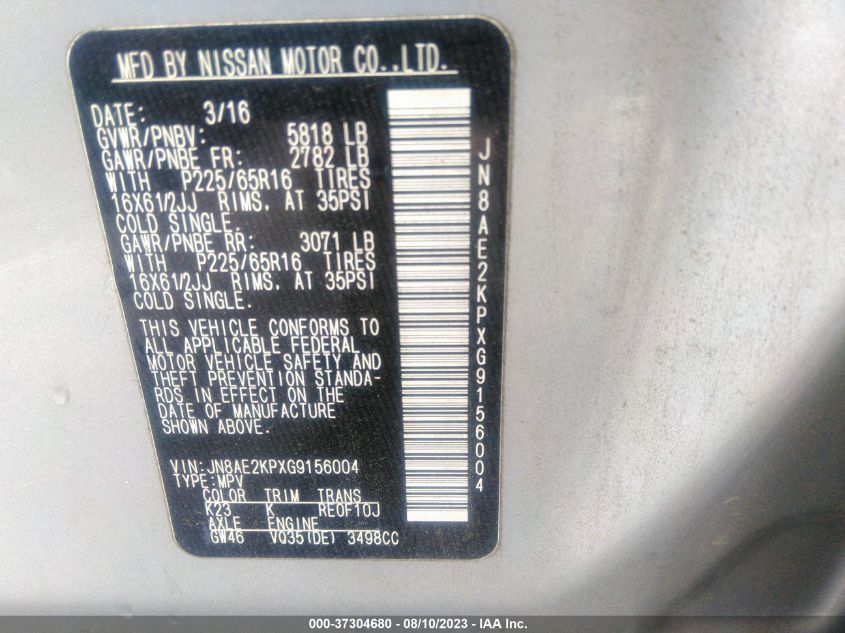 MFD BY NISSAN MOTOR CO.,LTD.
DATE: 3/16
GVWR/PNBV: 5818 LB
GAWR/PNBE FR: 2782 LB
WITH P225/65R16 TIRES
16X61/2JJ RIMS. AT 35PSI
COLD SINGLE.
GAWR/PNBE RR: 3071 LB
WITH P225/65R16 TIRES
16X61/2JJ RIMS. AT 35PSI
COLD SINGLE.
THIS VEHICLE CONFORMS TO
ALL APPLICABLE FEDERAL
MOTOR VEHICLE SAFETY AND
THEFT PREVENTION STANDA-
RDS IN EFFECT ON THE
DATE OF MANUFACTURE
SHOWN ABOVE.
VIN:JN8AE2KPXG9156004
TYPE:MPV
COLOR TRIM TRANS
K23 K RE0F10J
AXLE ENGINE
GW46 VQ35(DE) 3498CC
JN8AE2KPXG9156004
000-37304680 - 08/10/2023 - IAAI.com